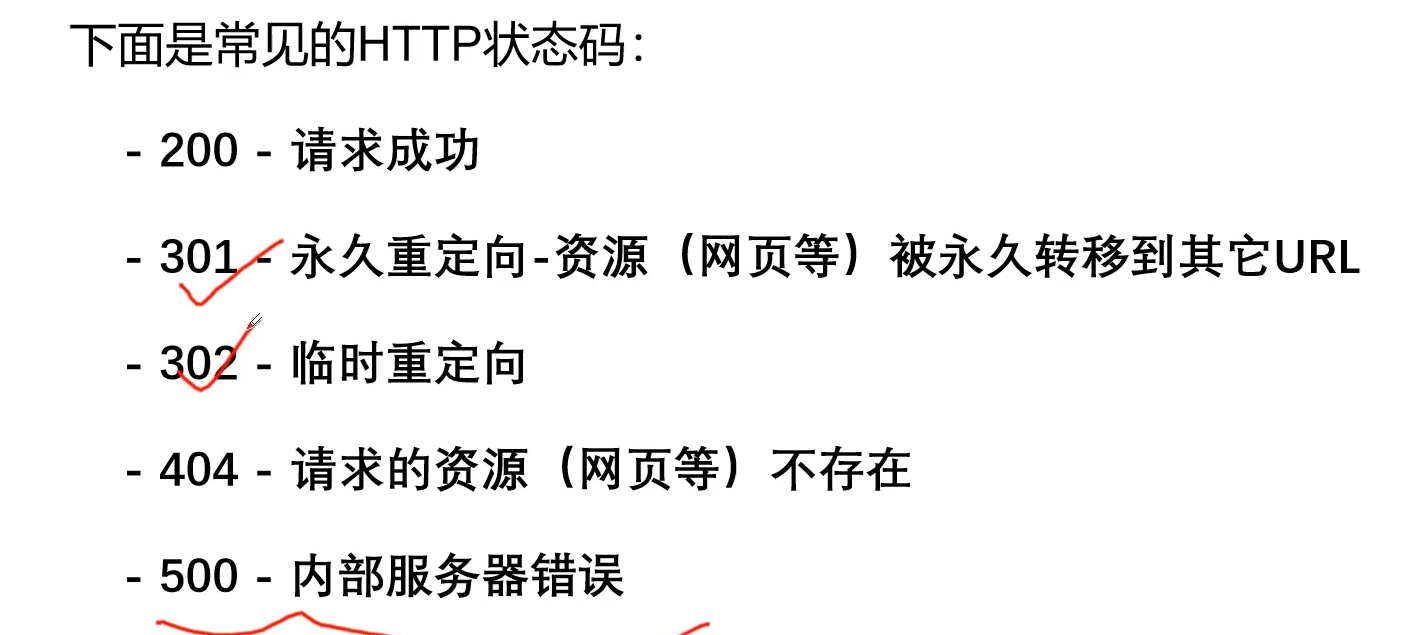 下面是常见的HTTP状态码：
- 200 - 请求成功
- 301 - 永久重定向-资源（网页等）被永久转移到其它URL
- 302 - 临时重定向
- 404 - 请求的资源（网页等）不存在
- 500 - 内部服务器错误